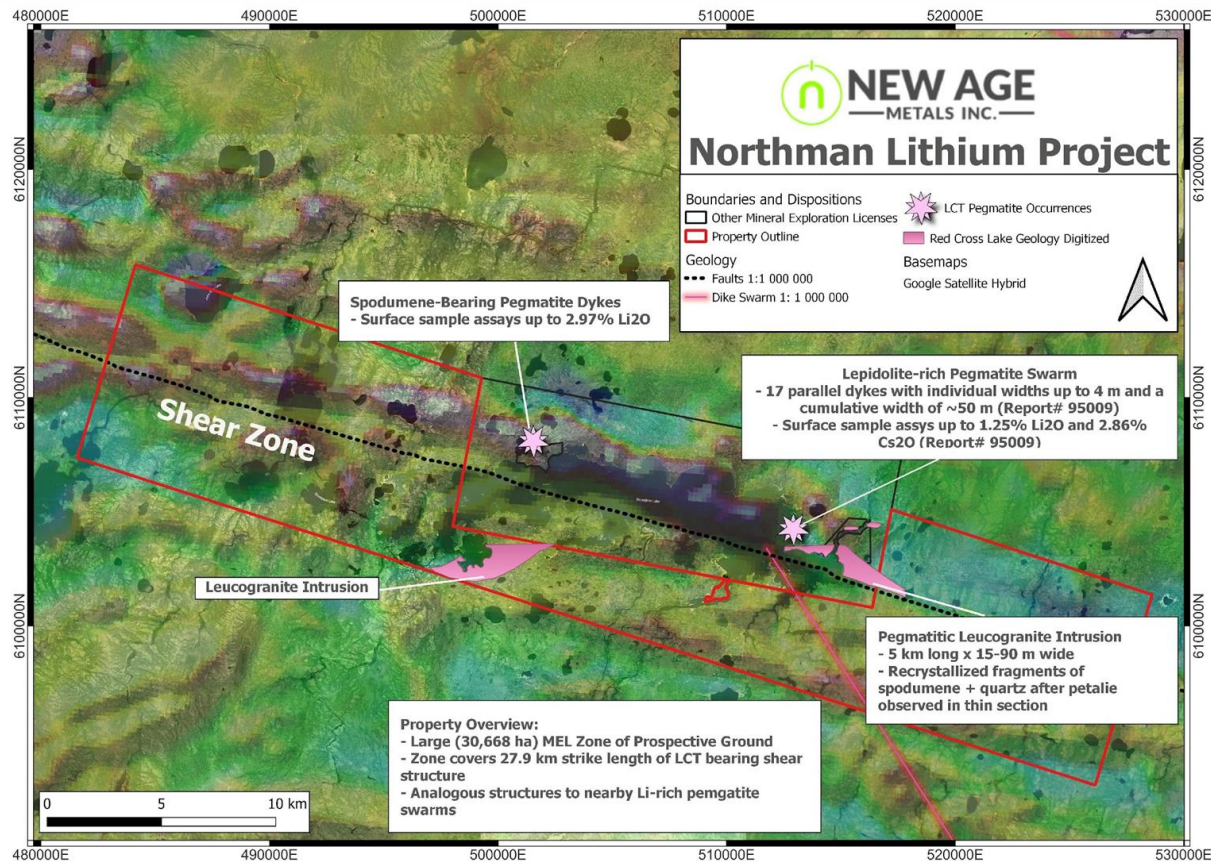 480000E
490000E
500000E
510000E
520000E
530000E
6120000N
6110000N
6100000N
6120000N
6110000N
6100000N
n
NEW AGE
METALS INC.
Northman Lithium Project
Boundaries and Dispositions
Other Mineral Exploration Licenses
Property Outline
Geology
Faults 1:1 000 000
Dike Swarm 1: 1 000 000
LCT Pegmatite Occurrences
Red Cross Lake Geology Digitized
Basemaps
Google Satellite Hybrid
Spodumene-Bearing Pegmatite Dykes
- Surface sample assays up to 2.97% Li2O
Lepidolite-rich Pegmatite Swarm
- 17 parallel dykes with individual widths up to 4 m and a
cumulative width of ~50 m (Report# 95009)
- Surface sample assys up to 1.25% Li2O and 2.86%
Cs2O (Report# 95009)
Shear Zone
Leucogranite Intrusion
Pegmatitic Leucogranite Intrusion
- 5 km long x 15-90 m wide
- Recrystallized fragments of
spodumene + quartz after petalie
observed in thin section
Property Overview:
- Large (30,668 ha) MEL Zone of Prospective Ground
- Zone covers 27.9 km strike length of LCT bearing shear
structure
- Analogous structures to nearby Li-rich pemgatite
swarms
0 5 10 km
480000E
490000E
500000E
510000E
520000E
530000E